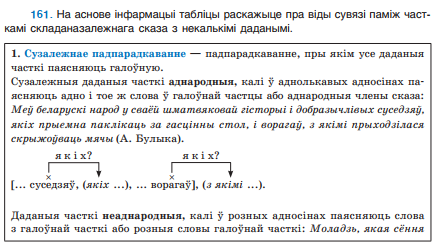 161. На аснове інфармацыі табліцы раскажыце пра віды сувязі паміж част-
камі складаназалежнага сказа з некалькімі даданымі.
1. Сузалежнае падпарадкаванне — падпарадкаванне, пры якім усе даданыя
часткі паясняюць галоўную.
Сузалежныя даданыя часткі аднародныя, калі ў аднолькавых адносінах па-
ясняюць адно і тое ж слова ў галоўнай частцы або аднародныя члены сказа:
Меў беларускі народ у сваёй шматвяковай гісторыі і добразычлівых суседзяў,
якіх прыемна паклікаць за гасцінны стол, і ворагаў, з якімі прыходзілася
скрыжоўваць мячы (А. Булыка).
я к і х? я к і х?
× ×
[... суседзяў, (якіх ...), ... ворагаў], (з якімі ...).
Даданыя часткі неаднародныя, калі ў розных адносінах паясняюць слова
з галоўнай часткі або розныя словы галоўнай часткі: Моладзь, якая сёння